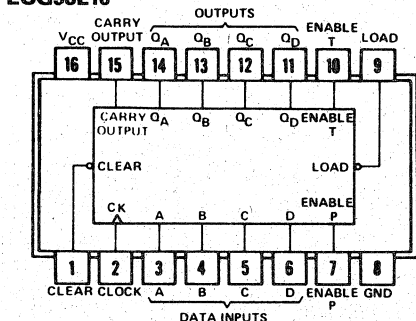 OUTPUTS
CARRY ENABLE
VCC OUTPUT QA QB QC QD T LOAD
16 15 14 13 12 11 10 9
CARRY QA QB QC QD ENABLE
OUTPUT T
CLEAR LOAD
CK ENABLE
A B C D P
1 2 3 4 5 6 7 8
CLEAR CLOCK A B C D ENABLE GND
P
DATA INPUTS